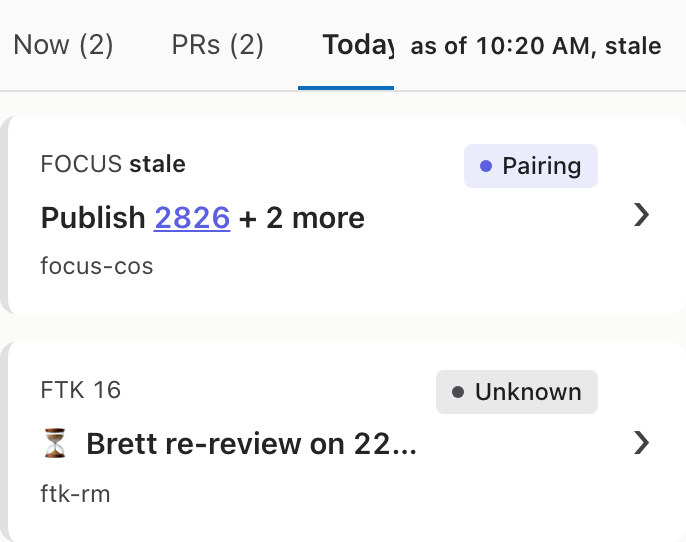 Now (2) PRs (2) Today as of 10:20 AM, stale
FOCUS stale
Pairing
Publish 2826 + 2 more
focus-cos
FTK 16
Unknown
⏳ Brett re-review on 22...
ftk-rm